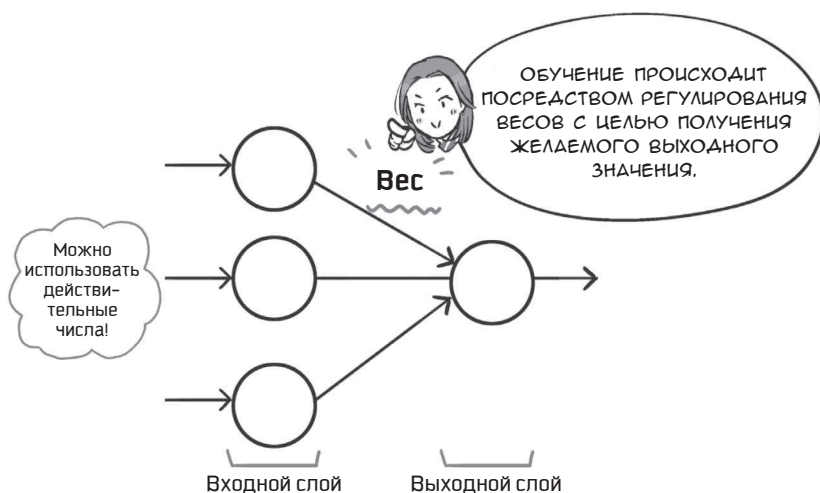 ОБУЧЕНИЕ ПРОИСХОДИТ
ПОСРЕДСТВОМ РЕГУЛИРОВАНИЯ
ВЕСОВ С ЦЕЛЬЮ ПОЛУЧЕНИЯ
ЖЕЛАЕМОГО ВЫХОДНОГО
ЗНАЧЕНИЯ.
Вес
Можно
использовать
действи-
тельные
числа!
Входной слой
Выходной слой